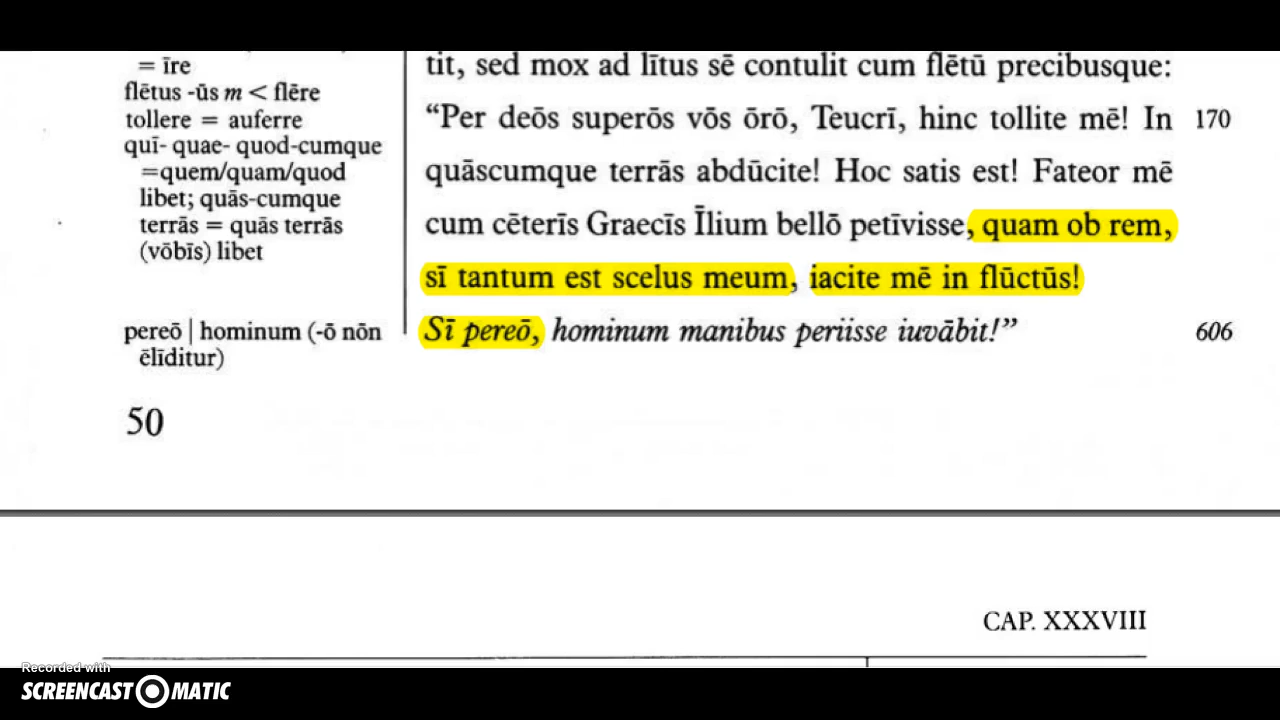 = īre
flētus -ūs m < flēre
tollere = auferre
quī- quae- quod-cumque
=quem/quam/quod
libet; quās-cumque
terrās = quās terrās
(vōbīs) libet
pereō | hominum (-ō nōn
ēlīditur)
tit, sed mox ad lītus sē contulit cum flētū precibusque:
“Per deōs superōs vōs ōrō, Teucrī, hinc tollite mē! In 170
quāscumque terrās abdūcite! Hoc satis est! Fateor mē
cum cēterīs Graecīs Īlium bellō petīvisse, quam ob rem,
sī tantum est scelus meum, iacite mē in flūctūs!
Sī pereō, hominum manibus periisse iuvābit!” 606
50
CAP. XXXVIII
Recorded with
SCREENCAST MATIC